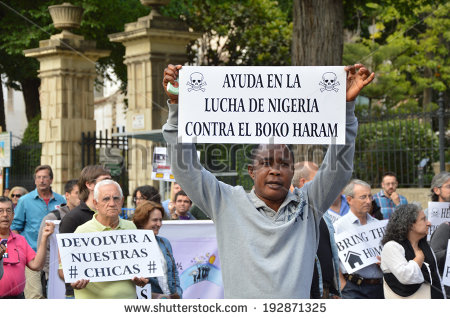 AYUDA EN LA
LUCHA DE NIGERIA
CONTRA EL BOKO HARAM
DEVOLVER A
NUESTRAS
# CHICAS #
BRING
HOME
shutterstock
www.shutterstock.com · 192871325